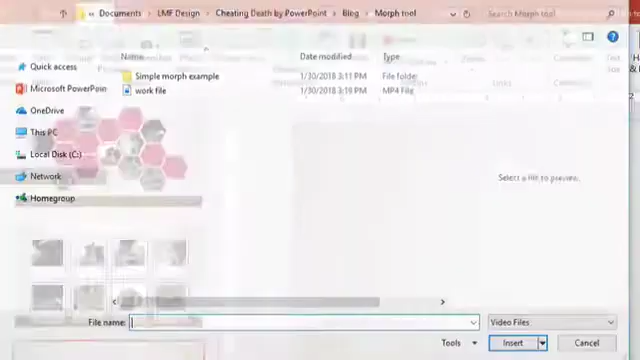 Documents > LMF Design > Cheating Death by PowerPoint > Blog > Morph tool
Search Morph tool
Name Date modified Type
Quick access
Simple morph example 1/30/2018 3:11 PM File folder
Microsoft PowerPoin
work file 1/30/2018 3:19 PM MP4 File
OneDrive
This PC
Local Disk (C:)
Network
Homegroup
Select a file to preview.
File name:
Video Files
Tools Insert Cancel